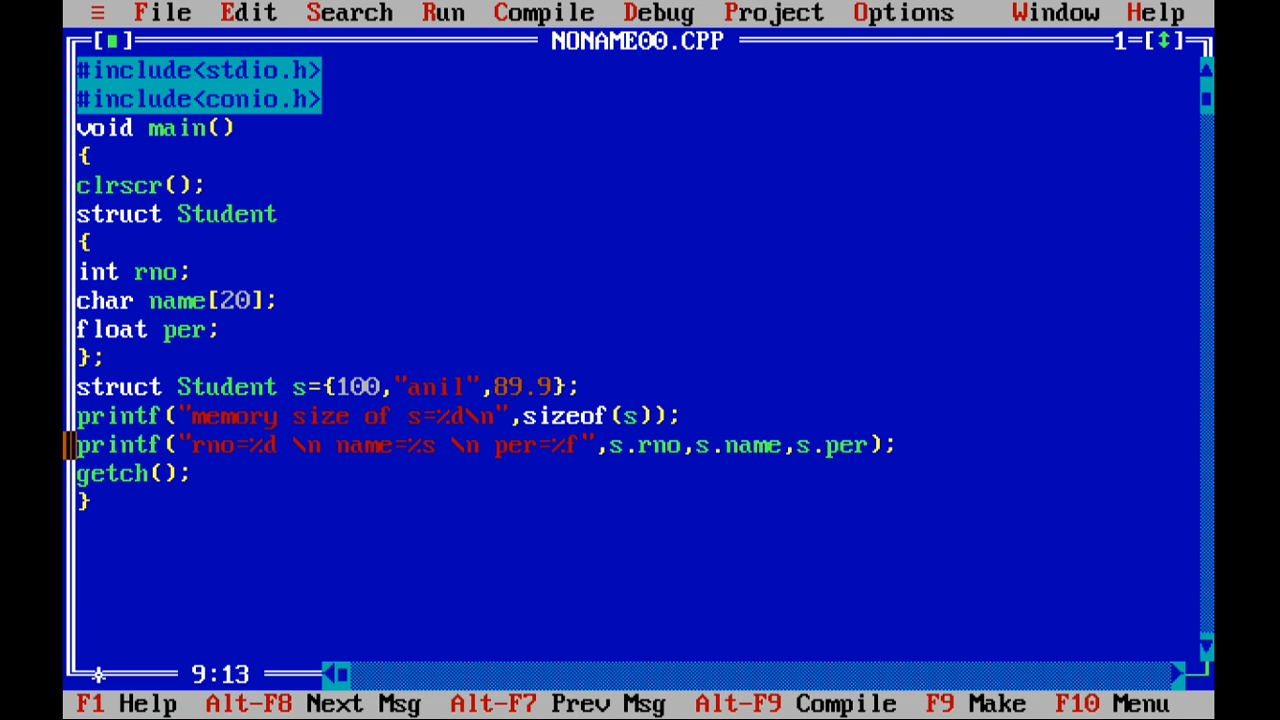 ≡ File Edit Search Run Compile Debug Project Options Window Help
[■] NONAME00.CPP 1=[↕]
#include<stdio.h>
#include<conio.h>
void main()
{
clrscr();
struct Student
{
int rno;
char name[20];
float per;
};
struct Student s={100,"anil",89.9};
printf("memory size of s=%d\n",sizeof(s));
printf("rno=%d \n name=%s \n per=%f",s.rno,s.name,s.per);
getch();
}
9:13
F1 Help Alt-F8 Next Msg Alt-F7 Prev Msg Alt-F9 Compile F9 Make F10 Menu